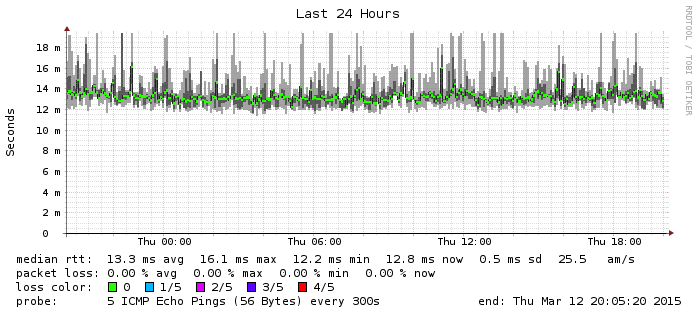 Last 24 Hours
RRDTOOL / TOBI OETIKER
Seconds
18 m
16 m
14 m
12 m
10 m
8 m
6 m
4 m
2 m
0
Thu 00:00 Thu 06:00 Thu 12:00 Thu 18:00
median rtt: 13.3 ms avg 16.1 ms max 12.2 ms min 12.8 ms now 0.5 ms sd 25.5 am/s
packet loss: 0.00 % avg 0.00 % max 0.00 % min 0.00 % now
loss color: 0 1/5 2/5 3/5 4/5
probe: 5 ICMP Echo Pings (56 Bytes) every 300s end: Thu Mar 12 20:05:20 2015